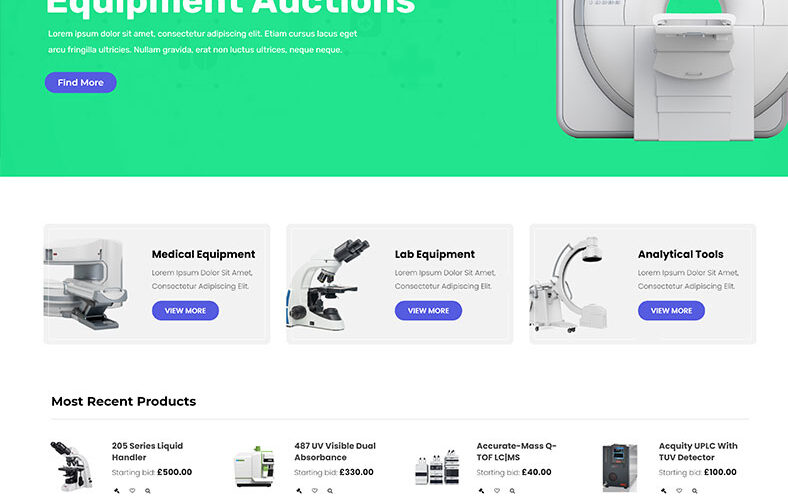 Equipment Auctions
Lorem ipsum dolor sit amet, consectetur adipiscing elit. Etiam cursus lacus eget
arcu fringilla ultricies. Nullam gravida, erat non luctus ultrices, neque neque.
Find More
Medical Equipment
Lorem Ipsum Dolor Sit Amet,
Consectetur Adipiscing Elit.
VIEW MORE
Lab Equipment
Lorem Ipsum Dolor Sit Amet,
Consectetur Adipiscing Elit.
VIEW MORE
Analytical Tools
Lorem Ipsum Dolor Sit Amet,
Consectetur Adipiscing Elit.
VIEW MORE
Most Recent Products
205 Series Liquid
Handler
Starting bid: £500.00
487 UV Visible Dual
Absorbance
Starting bid: £330.00
Accurate-Mass Q-
TOF LC|MS
Starting bid: £40.00
Acquity UPLC With
TUV Detector
Starting bid: £100.00